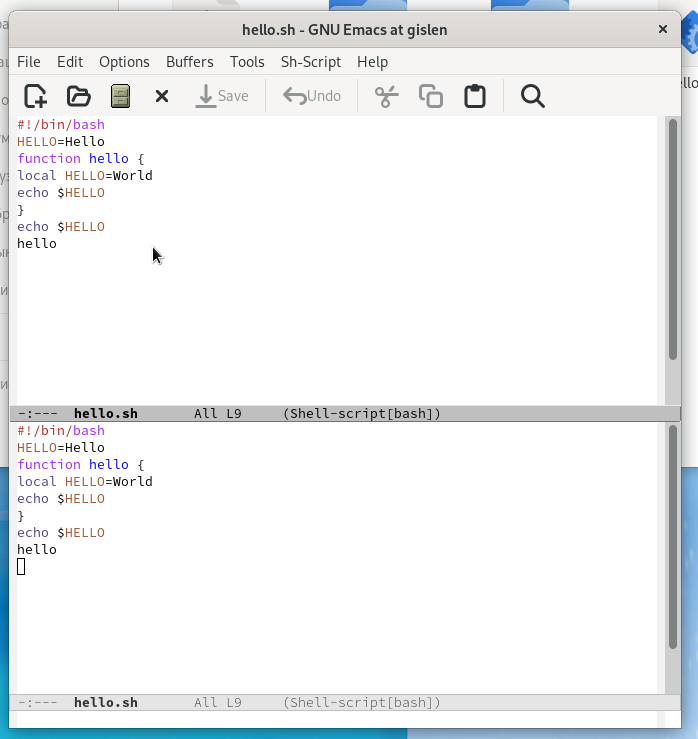 hello.sh - GNU Emacs at gislen
File Edit Options Buffers Tools Sh-Script Help
Save Undo
#!/bin/bash
HELLO=Hello
function hello {
local HELLO=World
echo $HELLO
}
echo $HELLO
hello
-:--- hello.sh All L9 (Shell-script[bash])
#!/bin/bash
HELLO=Hello
function hello {
local HELLO=World
echo $HELLO
}
echo $HELLO
hello
-:--- hello.sh All L9 (Shell-script[bash])